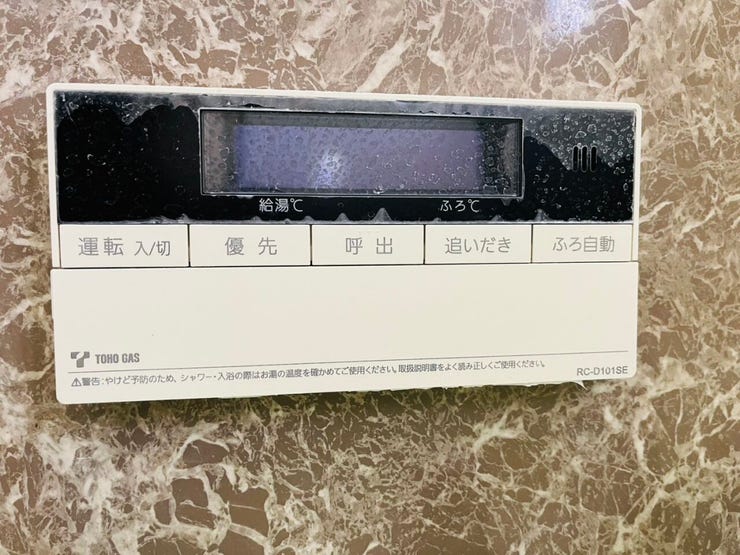 給湯℃ ふろ℃
運転 入/切 優先 呼出 追いだき ふろ自動
TOHO GAS
⚠警告:やけど予防のため、シャワー・入浴の際はお湯の温度を確かめてご使用ください。取扱説明書をよく読み正しくご使用ください。 RC-D101SE